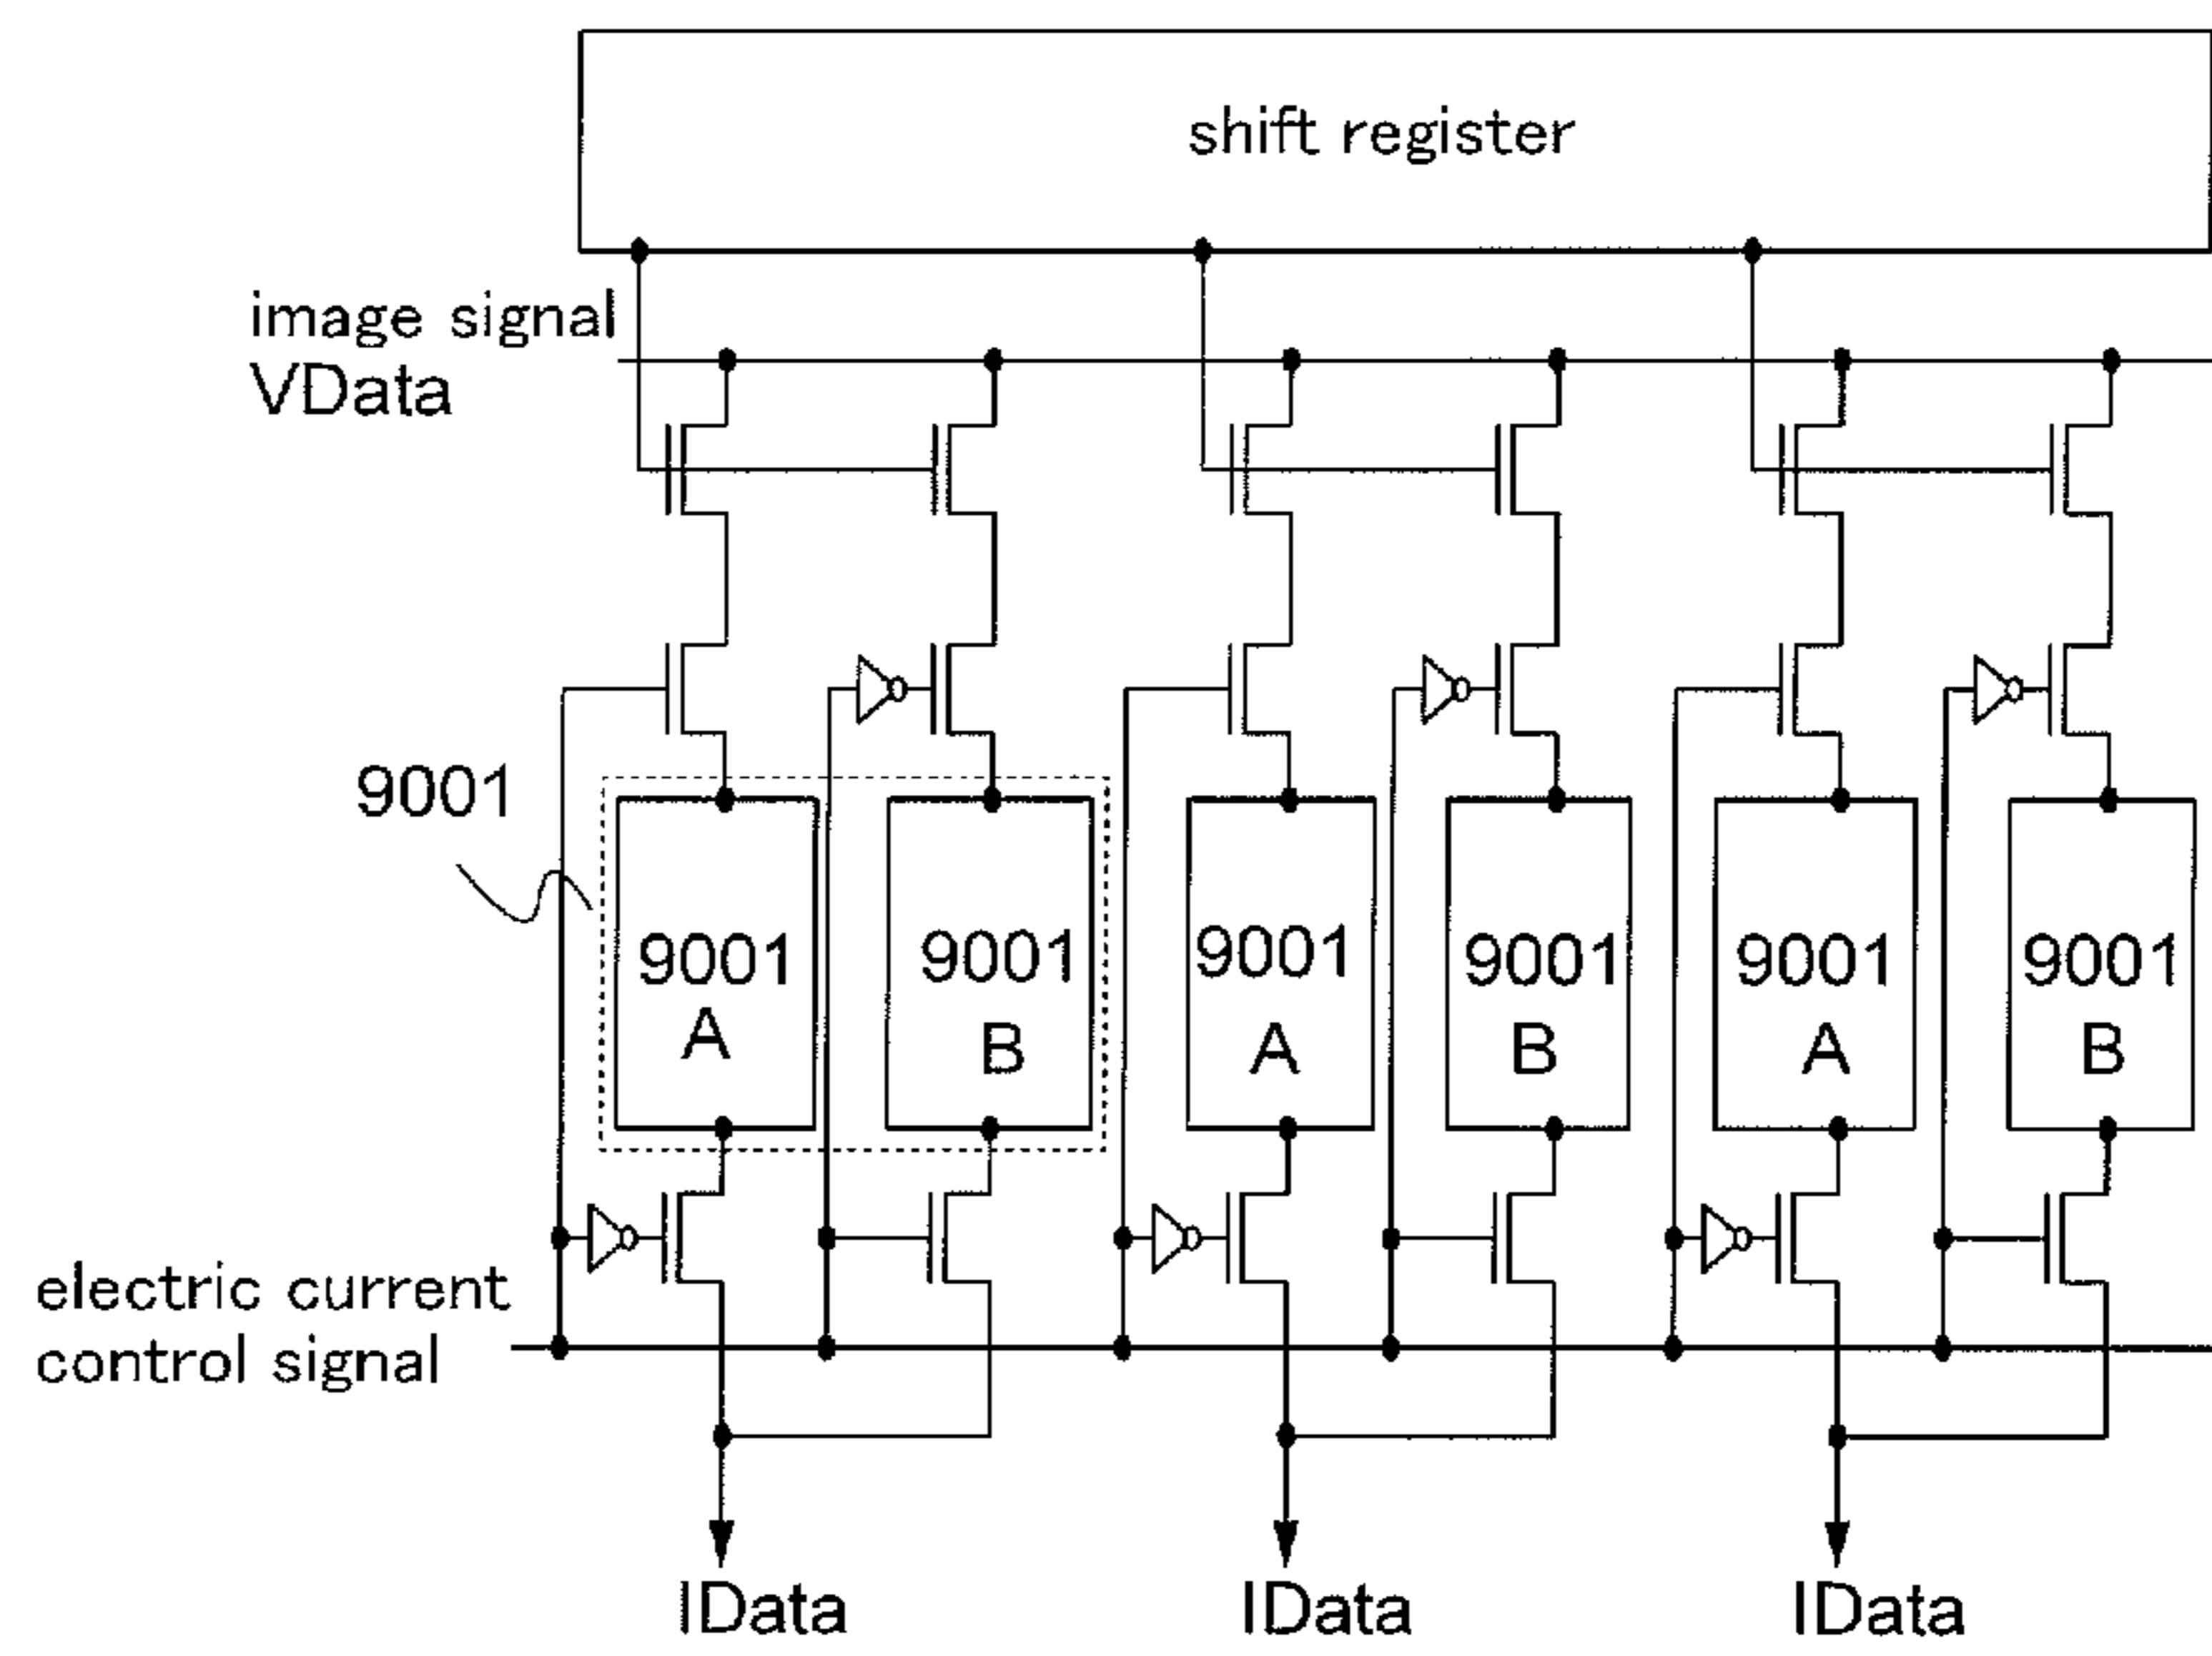 shift register
image signal
VData
9001
9001
A
9001
B
9001
A
9001
B
9001
A
9001
B
electric current
control signal
IData
IData
IData